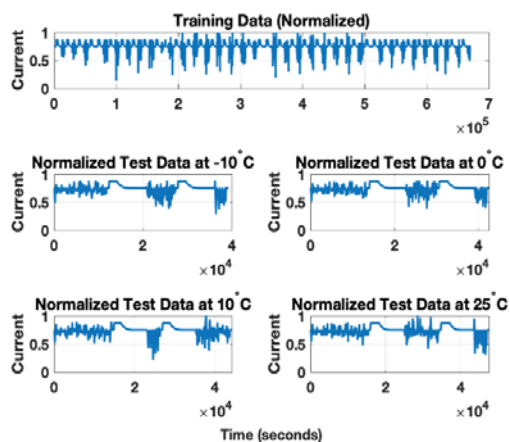 Training Data (Normalized)
Current
1
0.5
0
0 1 2 3 4 5 6 7
×10^5
Normalized Test Data at -10°C Normalized Test Data at 0°C
Current Current
1 1
0.5 0.5
0 0
0 2 4 0 2 4
×10^4 ×10^4
Normalized Test Data at 10°C Normalized Test Data at 25°C
Current Current
1 1
0.5 0.5
0 0
0 2 4 0 2 4
×10^4 ×10^4
Time (seconds)